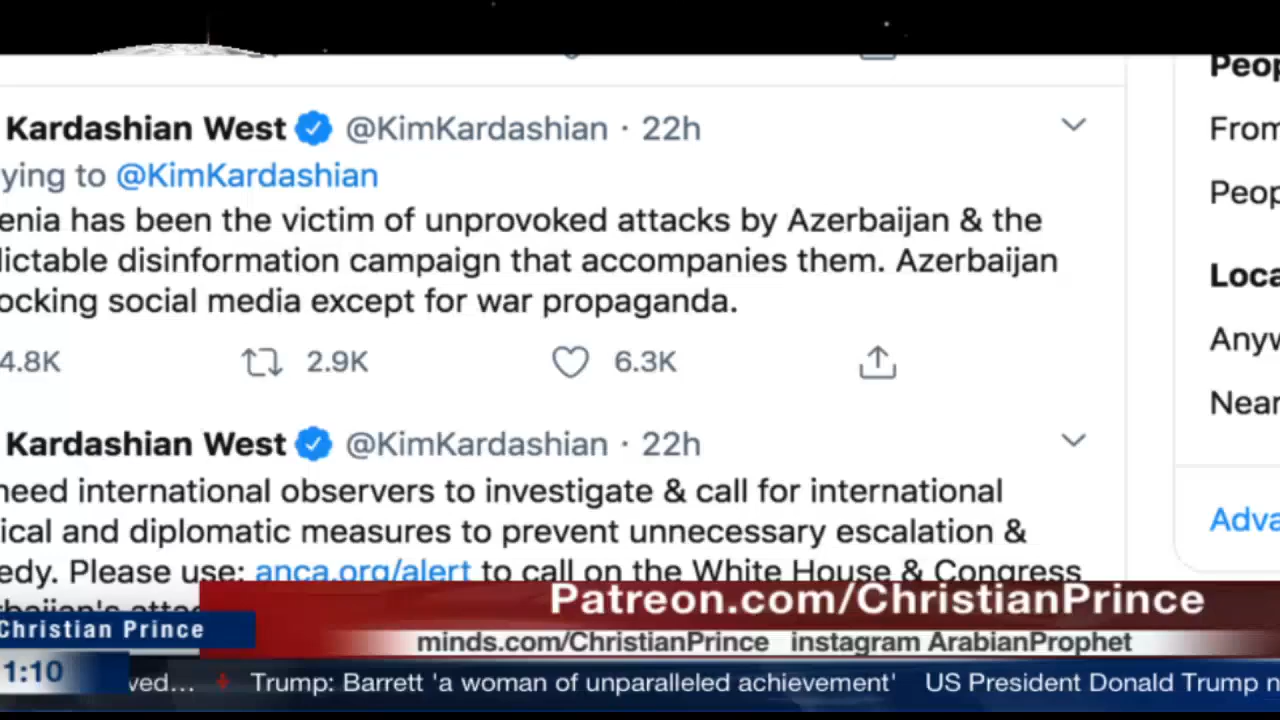 Kardashian West @KimKardashian · 22h
ying to @KimKardashian
enia has been the victim of unprovoked attacks by Azerbaijan & the
lictable disinformation campaign that accompanies them. Azerbaijan
ocking social media except for war propaganda.
4.8K 2.9K 6.3K
Kardashian West @KimKardashian · 22h
need international observers to investigate & call for international
ical and diplomatic measures to prevent unnecessary escalation &
edy. Please use: anca.org/alert to call on the White House & Congress
Peop
From
Peop
Loca
Anyw
Near
Adva
Patreon.com/ChristianPrince
Christian Prince
minds.com/ChristianPrince instagram ArabianProphet
1:10
ved... Trump: Barrett 'a woman of unparalleled achievement' US President Donald Trump n